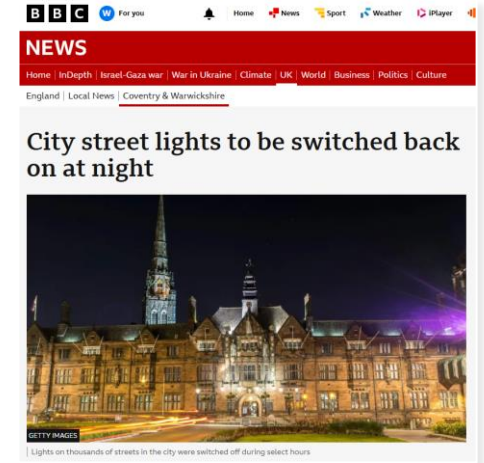 BBC W For you Home News Sport Weather iPlayer
NEWS
Home | InDepth | Israel-Gaza war | War in Ukraine | Climate | UK | World | Business | Politics | Culture
England | Local News | Coventry & Warwickshire
City street lights to be switched back
on at night
GETTY IMAGES
Lights on thousands of streets in the city were switched off during select hours